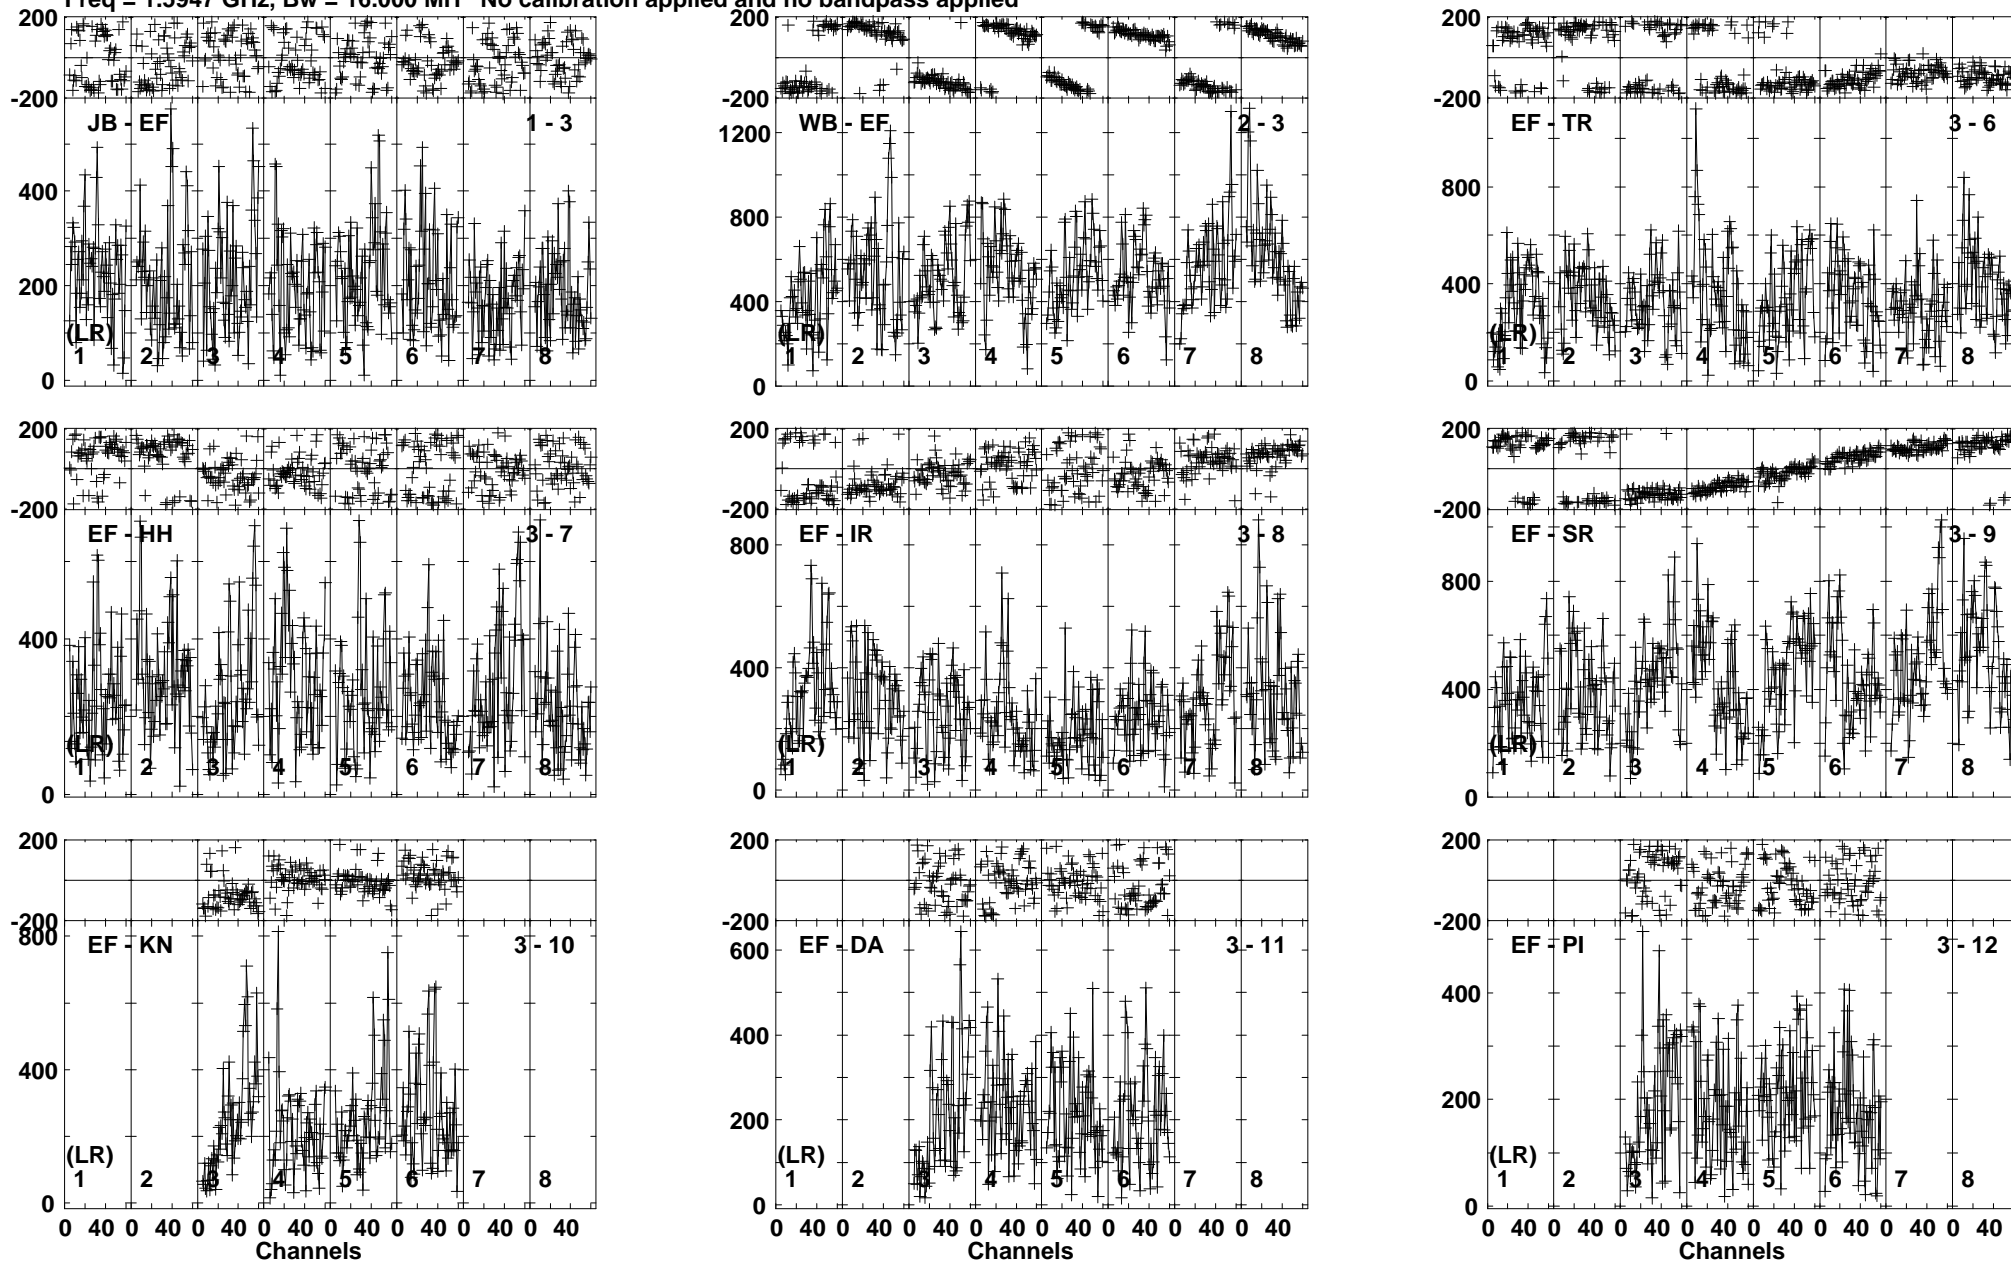 Freq = 1.5947 GHz, Bw = 16.000 MH No calibration applied and no bandpass applied
200 200 200
-200 -200 -200
JB - EF 1 - 3 WB - EF 2 - 3 EF - TR 3 - 6
1200
400 800 800
200 400 400
(LR) (LR) (LR)
1 2 3 4 5 6 7 8 1 2 3 4 5 6 7 8 1 2 3 4 5 6 7 8
0 0 0
200 200 200
-200 -200 -200
EF - HH 3 - 7 EF - IR 3 - 8 EF - SR 3 - 9
800 800
400 400 400
(LR) (LR) (LR)
1 2 3 4 5 6 7 8 1 2 3 4 5 6 7 8 1 2 3 4 5 6 7 8
0 0 0
200 200 200
-200 -200 -200
800 600
EF - KN 3 - 10 EF - DA 3 - 11 EF - PI 3 - 12
400 400 400
200 200
(LR) (LR) (LR)
1 2 3 4 5 6 7 8 1 2 3 4 5 6 7 8 1 2 3 4 5 6 7 8
0 0 0
0 40 0 40 0 40 0 40 0 40 0 40 0 40 0 40 0 40 0 40 0 40 0 40 0 40 0 40 0 40 0 40 0 40 0 40 0 40 0 40 0 40 0 40 0 40 0 40
Channels Channels Channels